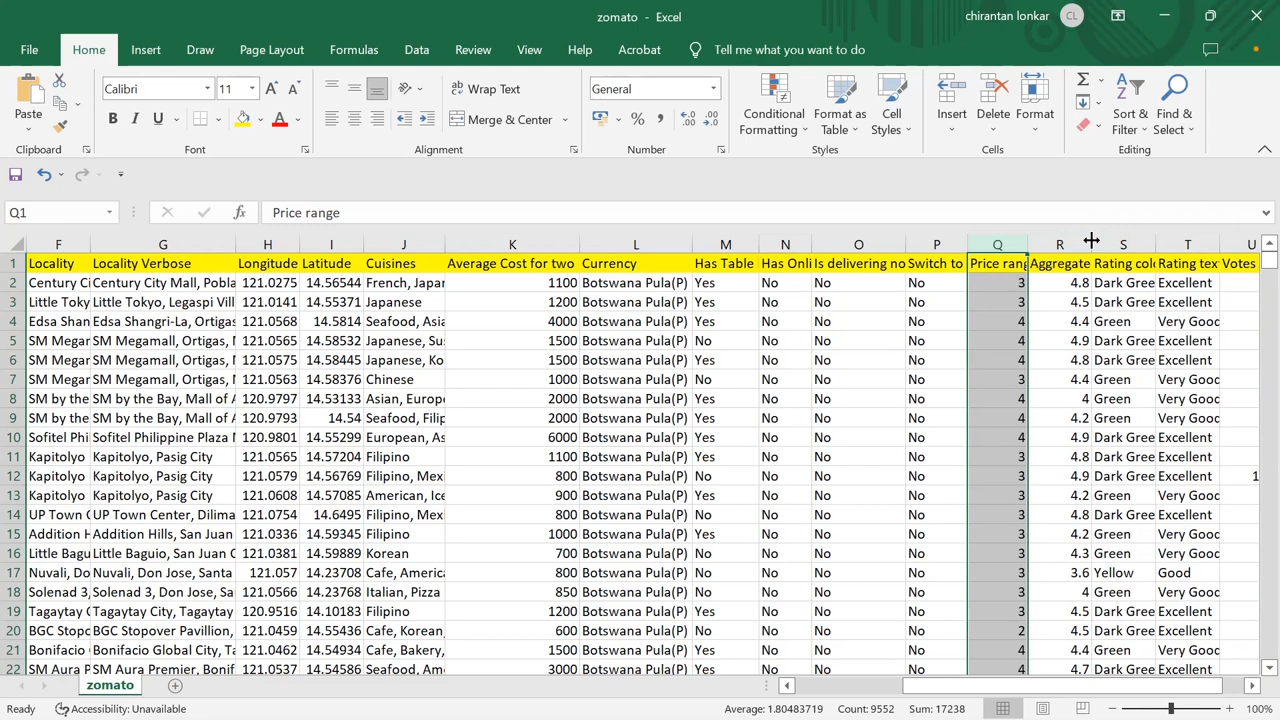 zomato - Excel
chirantan lonkar CL
File Home Insert Draw Page Layout Formulas Data Review View Help Acrobat Tell me what you want to do
Paste
Calibri 11
B I U
Wrap Text
Merge & Center
General
Conditional Formatting
Format as Table
Cell Styles
Insert Delete Format
Sort & Filter
Find & Select
Clipboard Font Alignment Number Styles Cells Editing
Q1 fx Price range
F G H I J K L M N O P Q R S T U
1 Locality Locality Verbose Longitude Latitude Cuisines Average Cost for two Currency Has Table Has Onli Is delivering no Switch to Price rang Aggregate Rating colo Rating text Votes
2 Century Ci Century City Mall, Pobla 121.0275 14.56544 French, Japan 1100 Botswana Pula(P) Yes No No No 3 4.8 Dark Gree Excellent
3 Little Toky Little Tokyo, Legaspi Vill 121.0141 14.55371 Japanese 1200 Botswana Pula(P) Yes No No No 3 4.5 Dark Gree Excellent
4 Edsa Shan Edsa Shangri-La, Ortigas 121.0568 14.5814 Seafood, Asia 4000 Botswana Pula(P) Yes No No No 4 4.4 Green Very Good
5 SM Megar SM Megamall, Ortigas, M 121.0565 14.58532 Japanese, Sus 1500 Botswana Pula(P) No No No No 4 4.9 Dark Gree Excellent
6 SM Megar SM Megamall, Ortigas, M 121.0575 14.58445 Japanese, Ko 1500 Botswana Pula(P) Yes No No No 4 4.8 Dark Gree Excellent
7 SM Megar SM Megamall, Ortigas, M 121.0563 14.58376 Chinese 1000 Botswana Pula(P) No No No No 3 4.4 Green Very Good
8 SM by the SM by the Bay, Mall of A 120.9797 14.53133 Asian, Europe 2000 Botswana Pula(P) Yes No No No 4 4 Green Very Good
9 SM by the SM by the Bay, Mall of A 120.9793 14.54 Seafood, Filip 2000 Botswana Pula(P) Yes No No No 4 4.2 Green Very Good
10 Sofitel Phi Sofitel Philippine Plaza M 120.9801 14.55299 European, As 6000 Botswana Pula(P) Yes No No No 4 4.9 Dark Gree Excellent
11 Kapitolyo Kapitolyo, Pasig City 121.0565 14.57204 Filipino 1100 Botswana Pula(P) Yes No No No 3 4.8 Dark Gree Excellent
12 Kapitolyo Kapitolyo, Pasig City 121.0579 14.56769 Filipino, Mexi 800 Botswana Pula(P) No No No No 3 4.9 Dark Gree Excellent 1
13 Kapitolyo Kapitolyo, Pasig City 121.0608 14.57085 American, Ice 900 Botswana Pula(P) Yes No No No 3 4.2 Green Very Good
14 UP Town C UP Town Center, Dilima 121.0754 14.6495 Filipino, Mexi 800 Botswana Pula(P) No No No No 3 4.8 Dark Gree Excellent
15 Addition H Addition Hills, San Juan 121.0336 14.59345 Filipino 1000 Botswana Pula(P) Yes No No No 3 4.2 Green Very Good
16 Little Bagu Little Baguio, San Juan C 121.0381 14.59889 Korean 700 Botswana Pula(P) No No No No 3 4.3 Green Very Good
17 Nuvali, Do Nuvali, Don Jose, Santa 121.057 14.23708 Cafe, America 800 Botswana Pula(P) No No No No 3 3.6 Yellow Good
18 Solenad 3, Solenad 3, Don Jose, Sa 121.0576 14.23768 Italian, Pizza 850 Botswana Pula(P) No No No No 3 4 Green Very Good
19 Tagaytay C Tagaytay City, Tagaytay 120.9516 14.10183 Filipino 1200 Botswana Pula(P) Yes No No No 3 4.5 Dark Gree Excellent
20 BGC Stopo BGC Stopover Pavillion, 121.0459 14.55436 Cafe, Korean, 600 Botswana Pula(P) No No No No 2 4.5 Dark Gree Excellent
21 Bonifacio Bonifacio Global City, Ta 121.0462 14.54934 Cafe, Bakery, 1500 Botswana Pula(P) Yes No No No 4 4.4 Green Very Good
22 SM Aura P SM Aura Premier, Bonif 121.0537 14.54586 Seafood, Am 3000 Botswana Pula(P) Yes No No No 4 4.7 Dark Gree Excellent
zomato
Ready Accessibility: Unavailable Average: 1.80483719 Count: 9552 Sum: 17238 100%